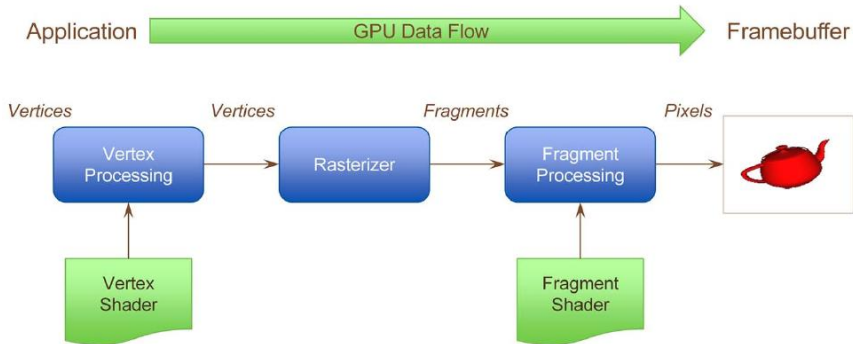 Application
GPU Data Flow
Framebuffer
Vertices
Vertices
Fragments
Pixels
Vertex
Processing
Rasterizer
Fragment
Processing
Vertex
Shader
Fragment
Shader